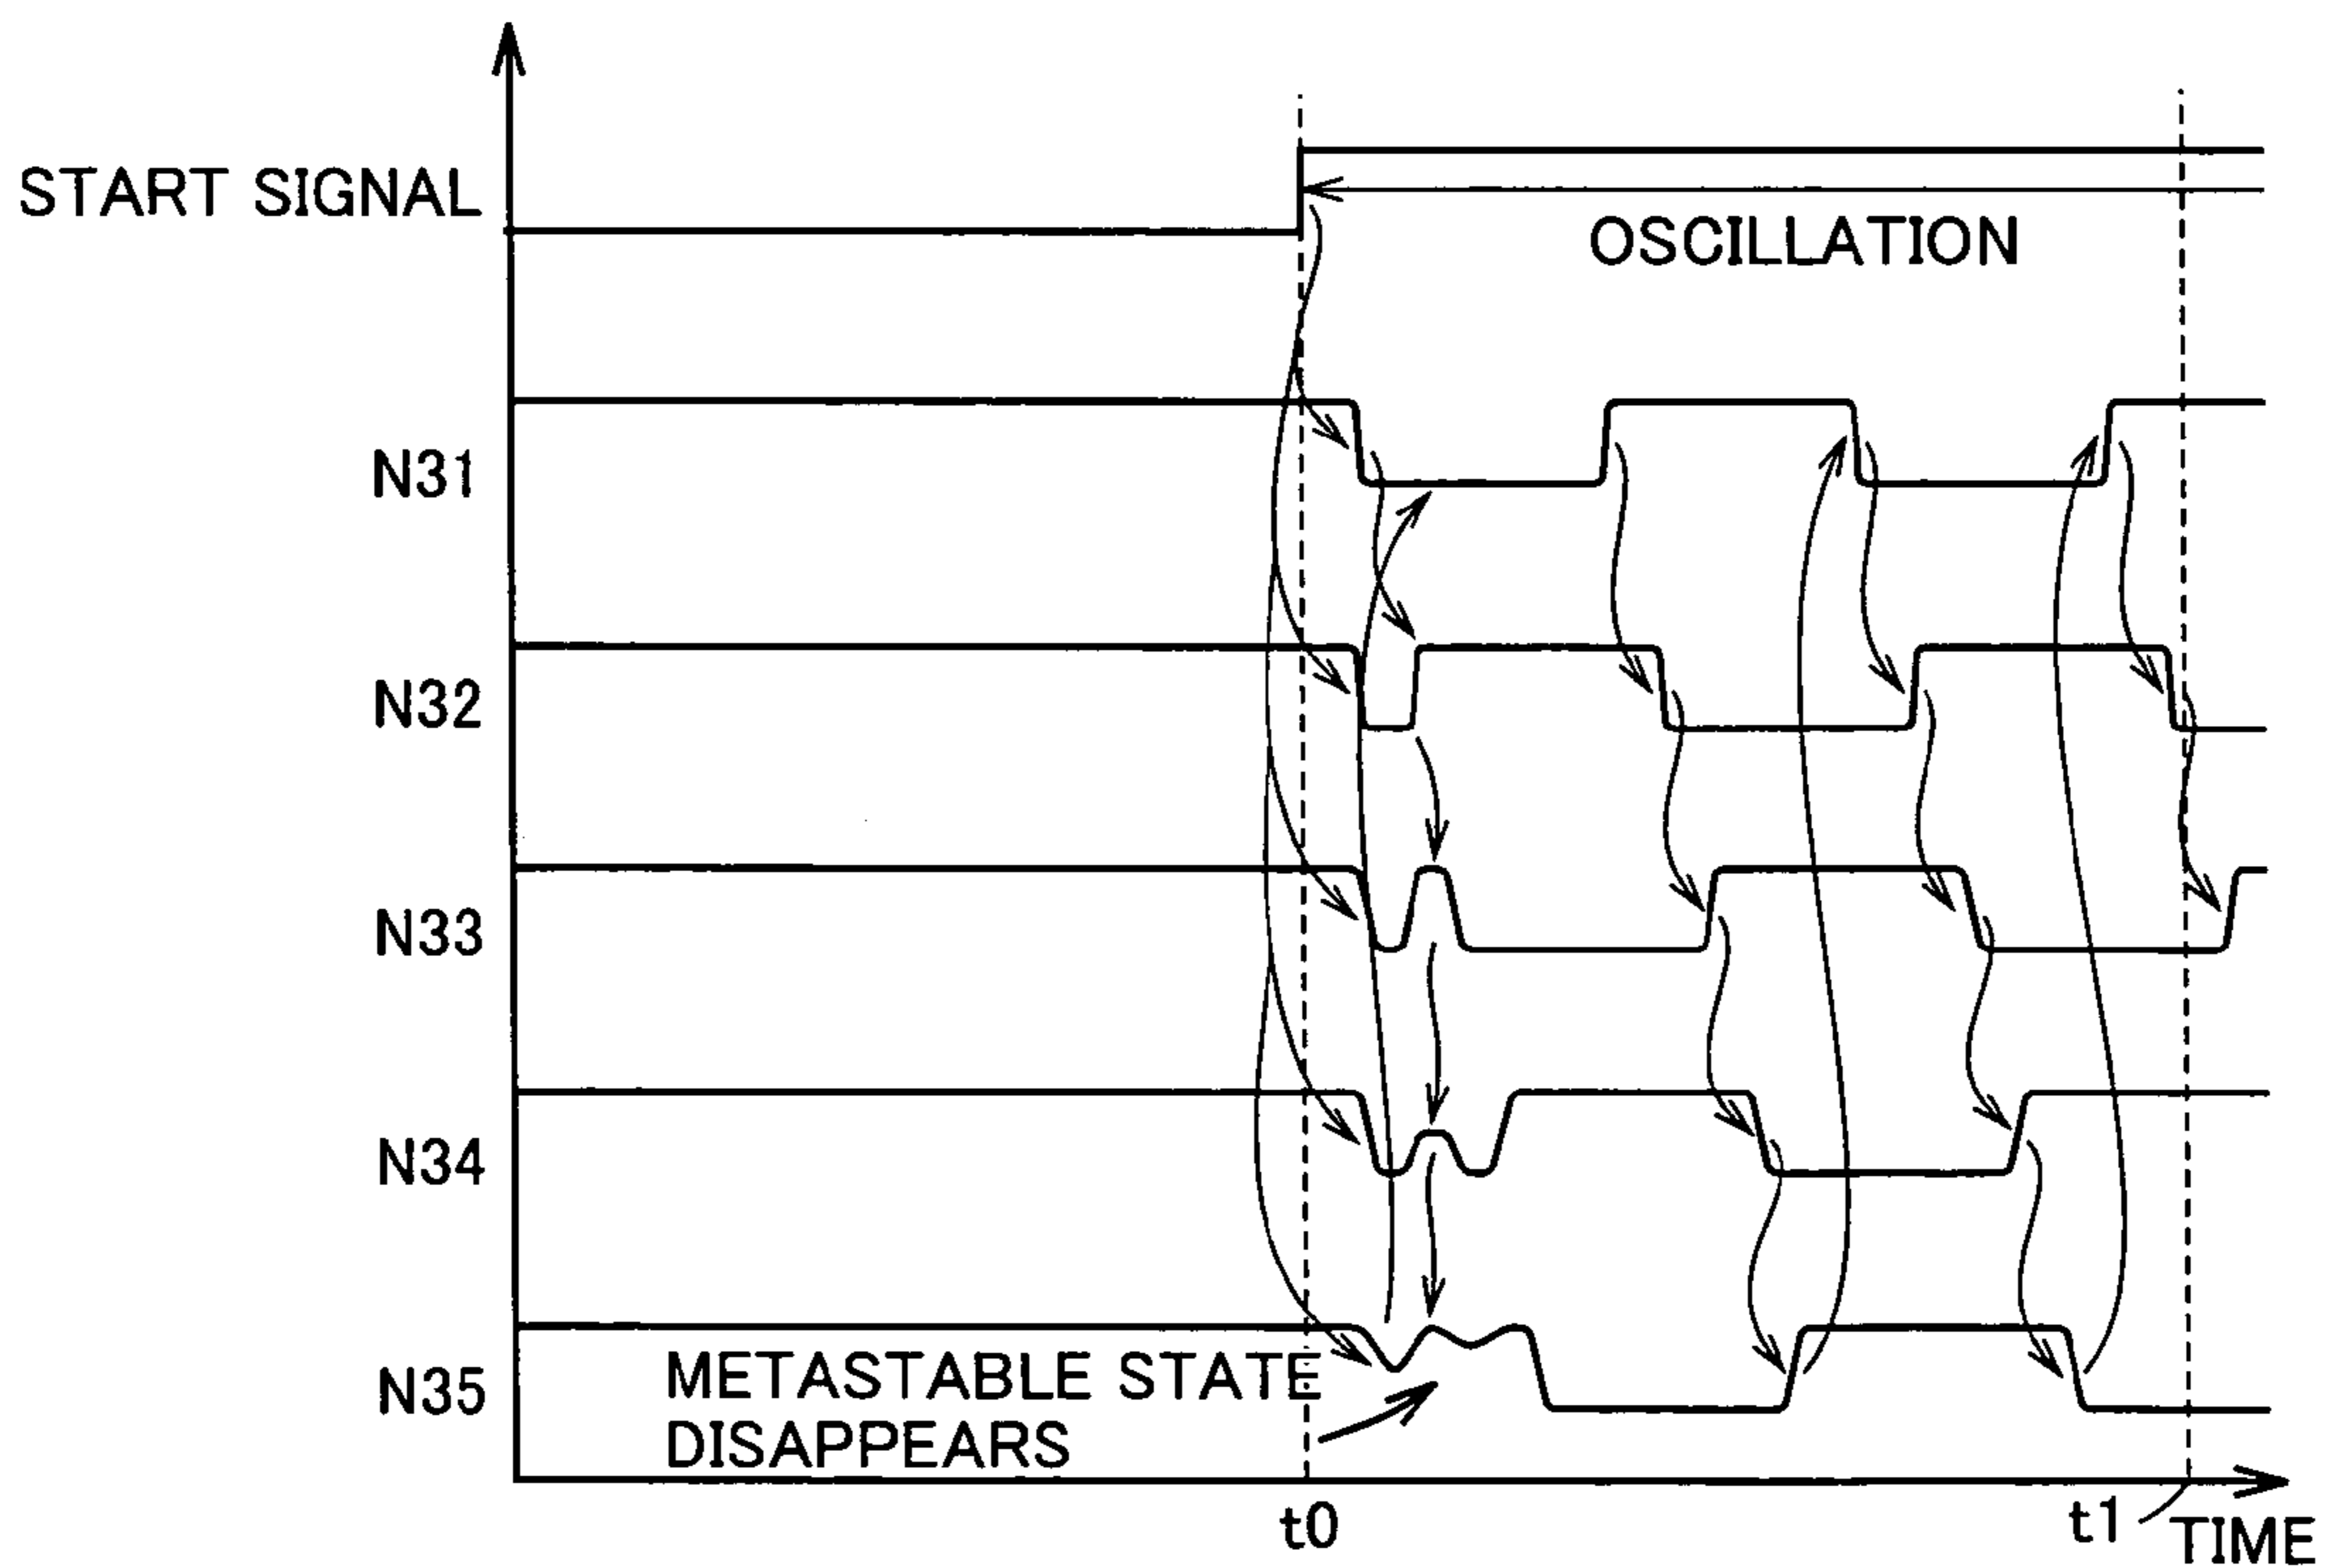 START SIGNAL
OSCILLATION
N31
N32
N33
N34
N35
METASTABLE STATE
DISAPPEARS
t0
t1
TIME